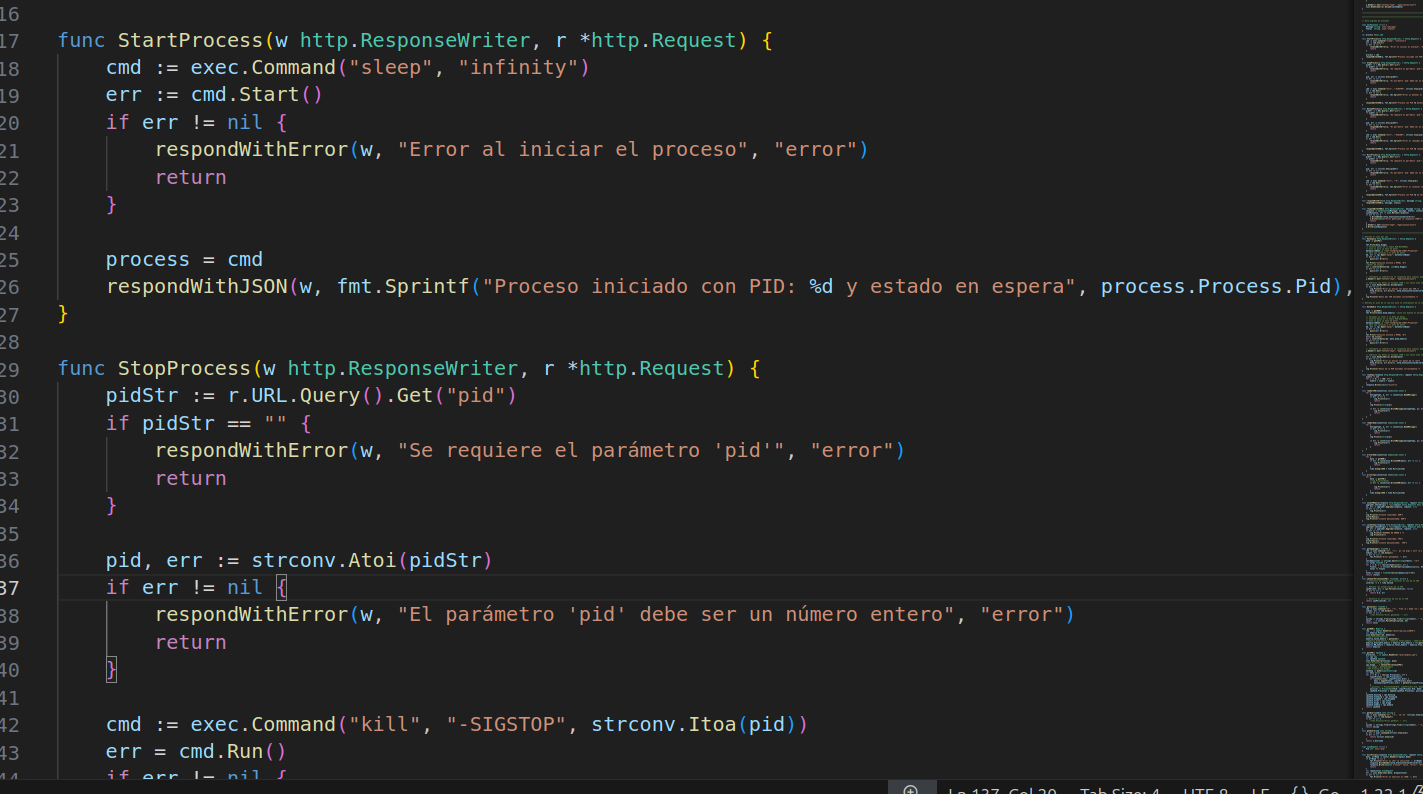 16
17 func StartProcess(w http.ResponseWriter, r *http.Request) {
18     cmd := exec.Command("sleep", "infinity")
19     err := cmd.Start()
20     if err != nil {
21         respondWithError(w, "Error al iniciar el proceso", "error")
22         return
23     }
24
25     process = cmd
26     respondWithJSON(w, fmt.Sprintf("Proceso iniciado con PID: %d y estado en espera", process.Process.Pid),
27 }
28
29 func StopProcess(w http.ResponseWriter, r *http.Request) {
30     pidStr := r.URL.Query().Get("pid")
31     if pidStr == "" {
32         respondWithError(w, "Se requiere el parámetro 'pid'", "error")
33         return
34     }
35
36     pid, err := strconv.Atoi(pidStr)
37     if err != nil {
38         respondWithError(w, "El parámetro 'pid' debe ser un número entero", "error")
39         return
40     }
41
42     cmd := exec.Command("kill", "-SIGSTOP", strconv.Itoa(pid))
43     err = cmd.Run()
44     if err != nil {
Ln 137, Col 20 Tab Size: 4 UTF-8 LF {} Go 1.22.1